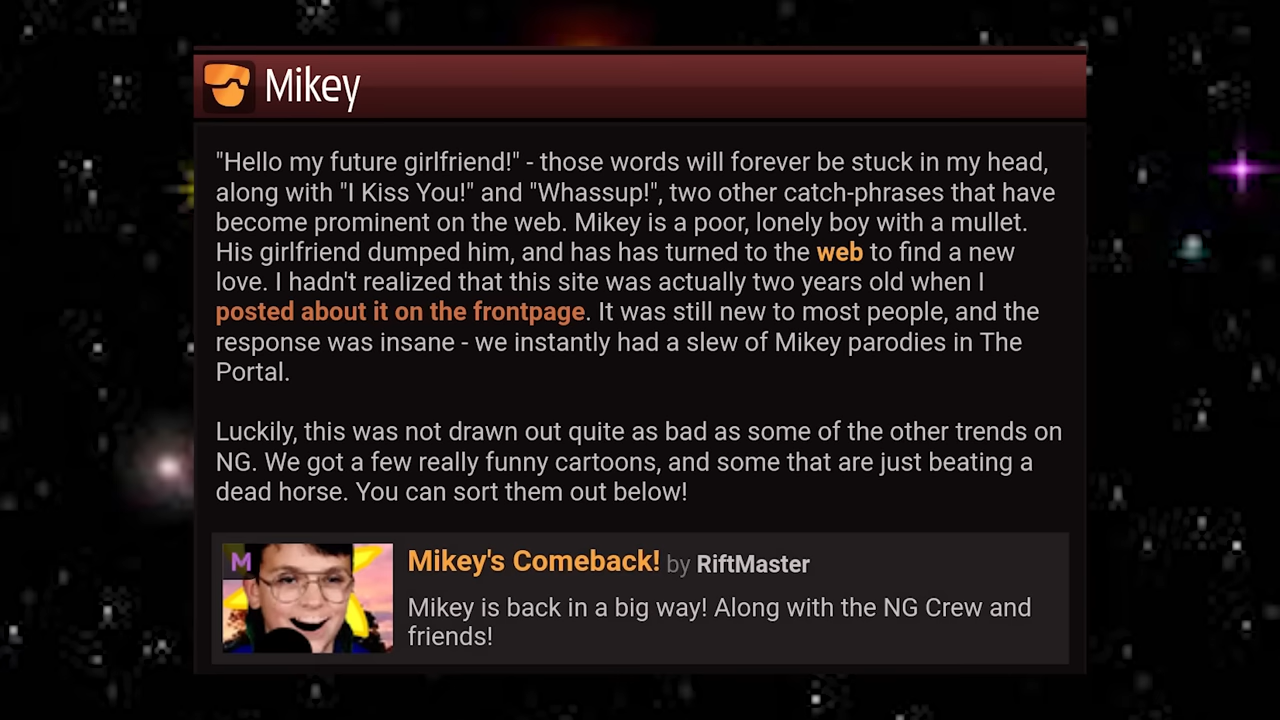 Mikey
"Hello my future girlfriend!" - those words will forever be stuck in my head,
along with "I Kiss You!" and "Whassup!", two other catch-phrases that have
become prominent on the web. Mikey is a poor, lonely boy with a mullet.
His girlfriend dumped him, and has has turned to the web to find a new
love. I hadn't realized that this site was actually two years old when I
posted about it on the frontpage. It was still new to most people, and the
response was insane - we instantly had a slew of Mikey parodies in The
Portal.
Luckily, this was not drawn out quite as bad as some of the other trends on
NG. We got a few really funny cartoons, and some that are just beating a
dead horse. You can sort them out below!
M
Mikey's Comeback! by RiftMaster
Mikey is back in a big way! Along with the NG Crew and
friends!